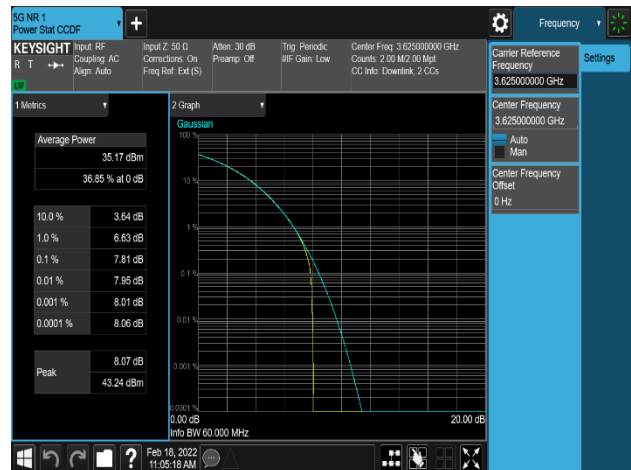 5G NR 1
Power Stat CCDF
Frequency
KEYSIGHT
R T
LW
Input: RF
Coupling: AC
Align: Auto
Input Z: 50 Ω
Corrections: On
Freq Ref: Ext (S)
Atten: 30 dB
Preamp: Off
Trig: Periodic
#IF Gain: Low
Center Freq: 3.625000000 GHz
Counts: 2.00 M/2.00 Mpt
CC Info: Downlink, 2 CCs
Carrier Reference
Frequency
3.625000000 GHz
Settings
Center Frequency
3.625000000 GHz
Auto
Man
Center Frequency
Offset
0 Hz
1 Metrics
Average Power
35.17 dBm
36.85 % at 0 dB
10.0 % 3.64 dB
1.0 % 6.63 dB
0.1 % 7.81 dB
0.01 % 7.95 dB
0.001 % 8.01 dB
0.0001 % 8.06 dB
Peak
8.07 dB
43.24 dBm
2 Graph
Gaussian
100 %
10 %
1 %
0.1 %
0.01 %
0.001 %
0.0001 %
0.00 dB 20.00 dB
Info BW 60.000 MHz
?
Feb 18, 2022
11:05:18 AM